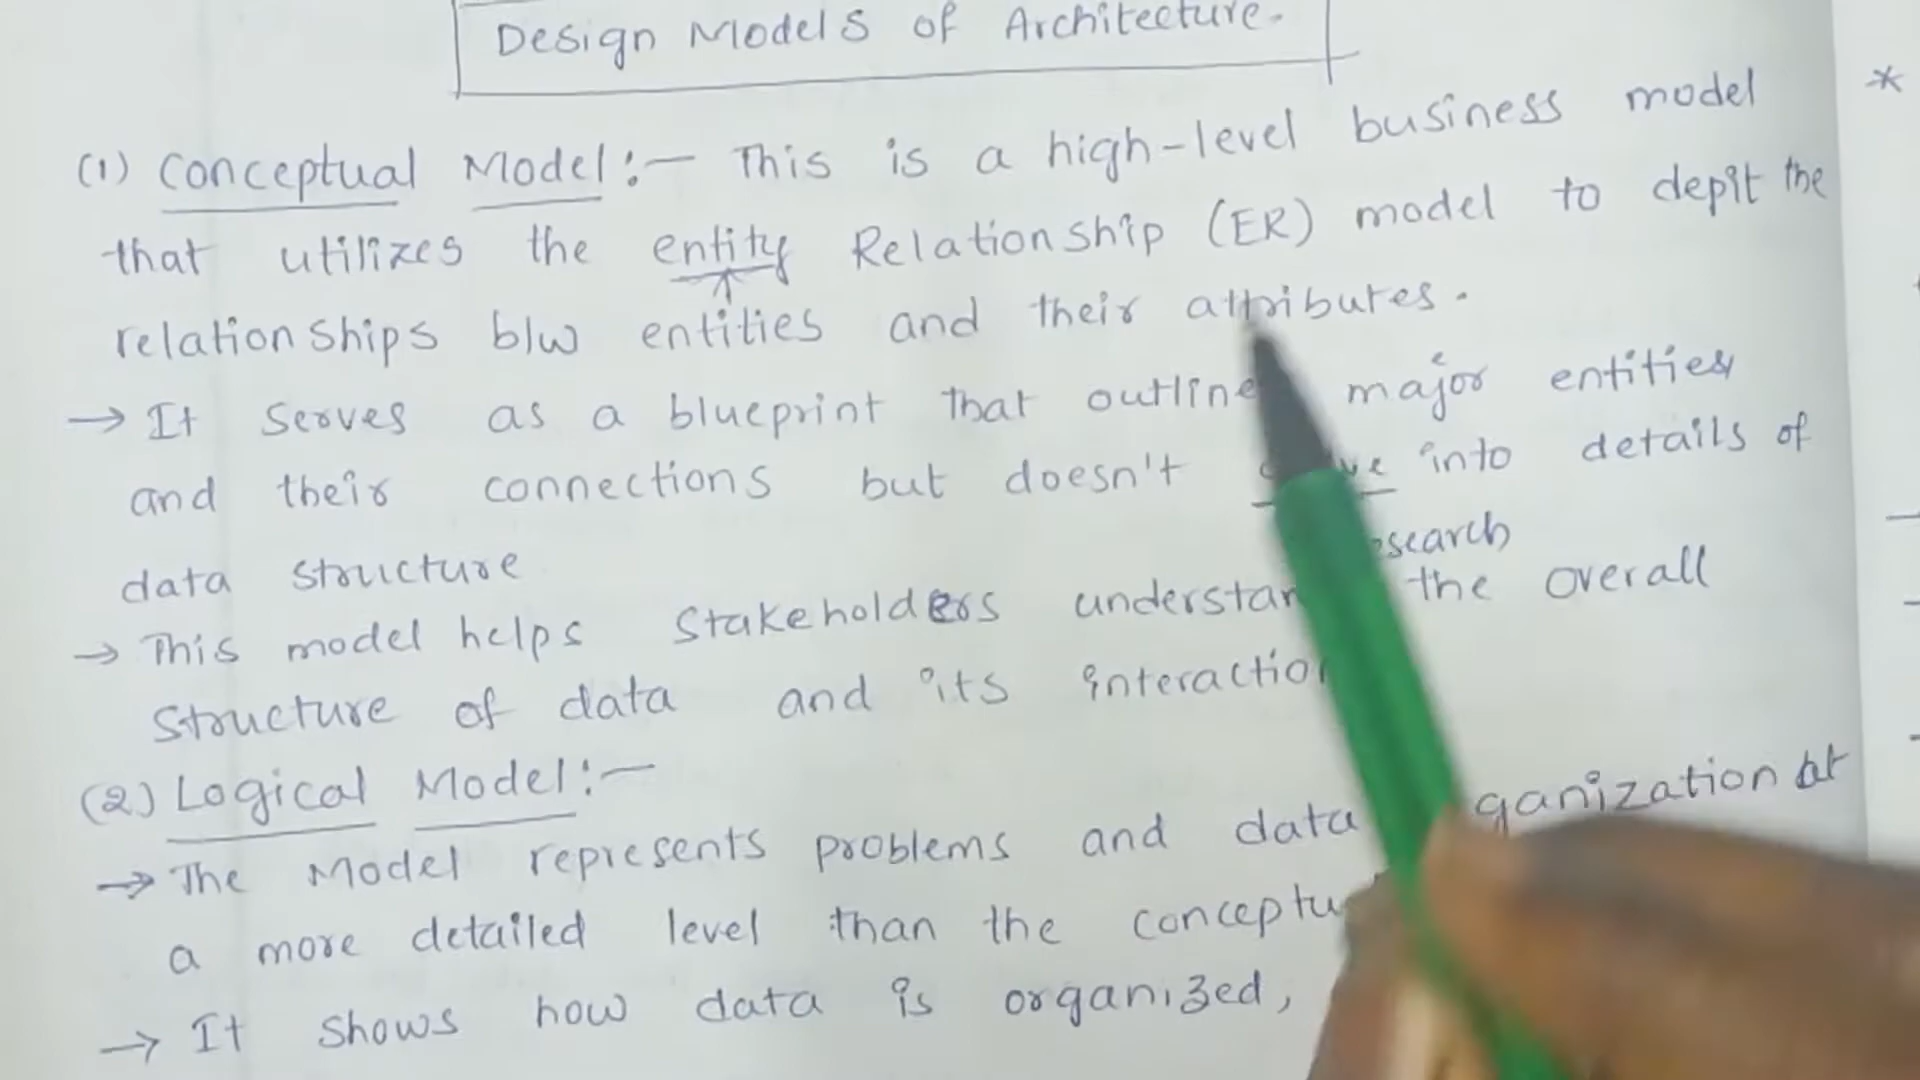 Design Models of Architecture.
(1) Conceptual Model:- This is a high-level business model *
that utilizes the entity Relationship (ER) model to depit the
relationships b/w entities and their attributes.
→ It serves as a blueprint that outline major entities
and their connections but doesn't into details of
data structure
→ This model helps stakeholders understan the overall
structure of data and its interaction
(2) Logical Model:-
→ The Model represents problems and data ganization at
a more detailed level than the conceptu
→ It shows how data is organized,